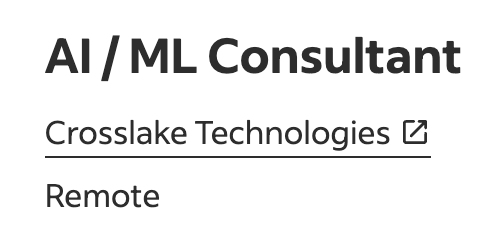 AI / ML Consultant
Crosslake Technologies
Remote